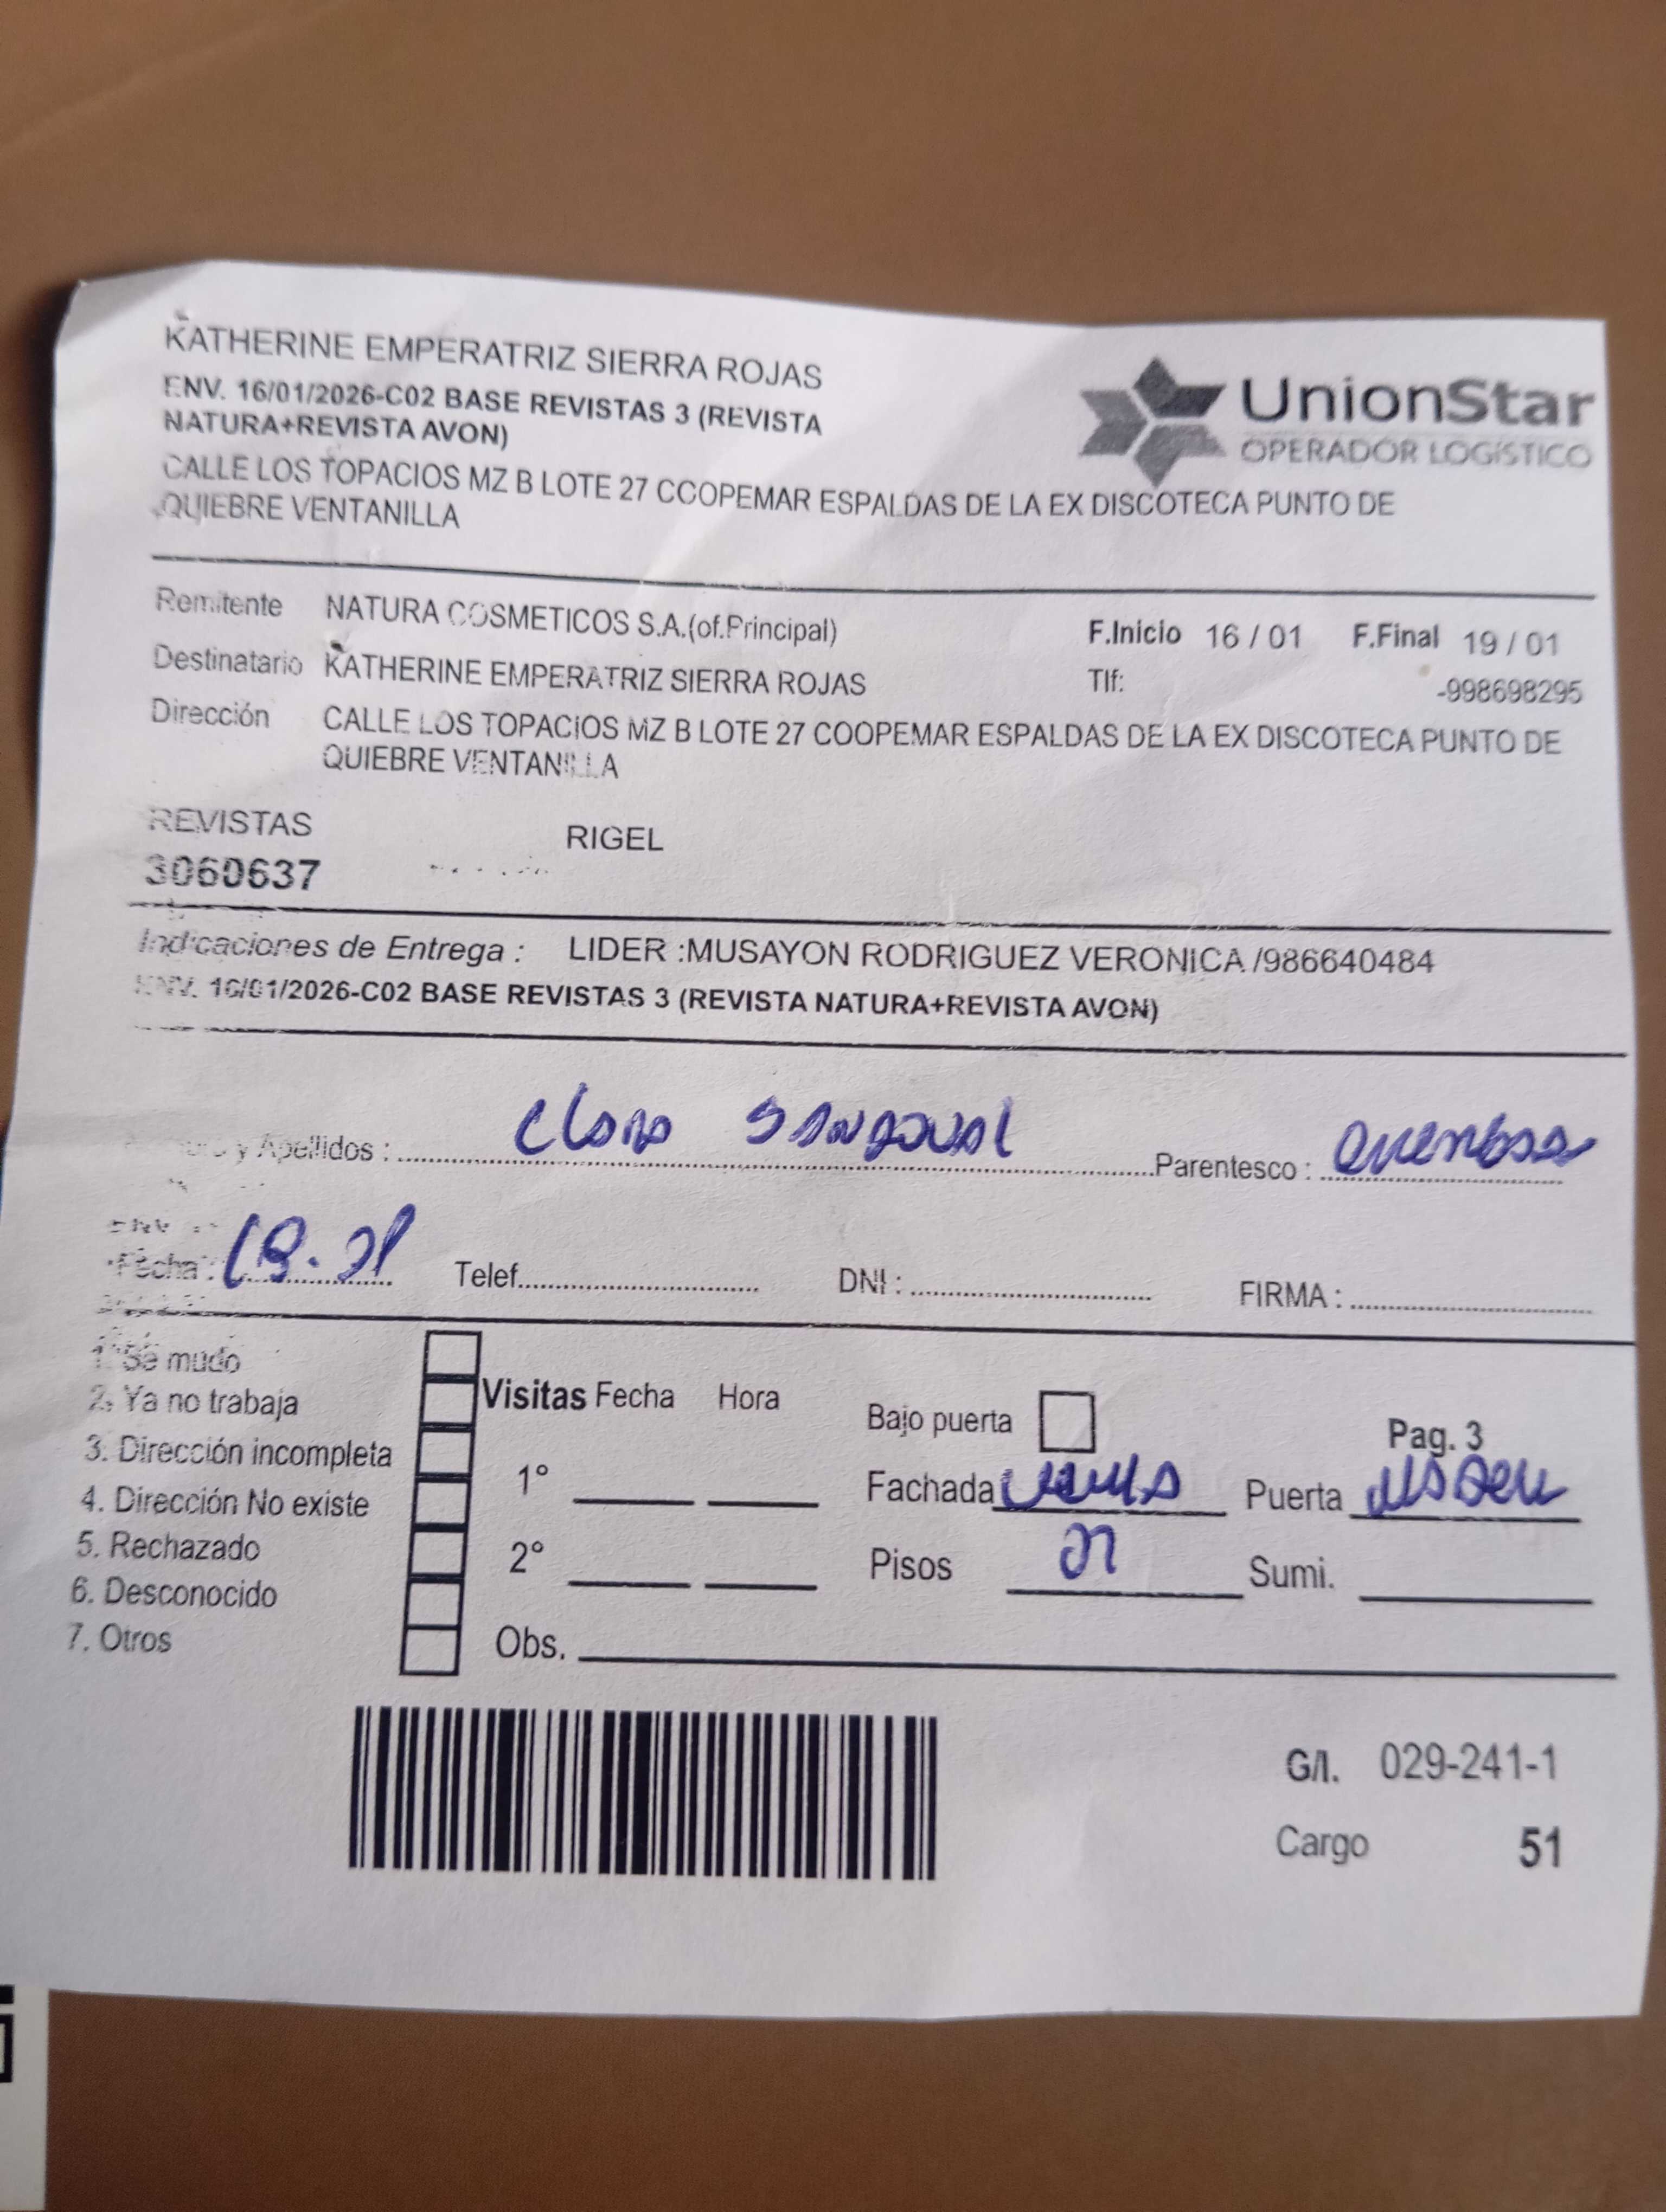 KATHERINE EMPERATRIZ SIERRA ROJAS
ENV. 16/01/2026-C02 BASE REVISTAS 3 (REVISTA
NATURA+REVISTA AVON)
CALLE LOS TOPACIOS MZ B LOTE 27 COOPEMAR ESPALDAS DE LA EX DISCOTECA PUNTO DE
QUIEBRE VENTANILLA
UnionStar
OPERADOR LOGÍSTICO
Remitente NATURA COSMETICOS S.A.(of.Principal) F.Inicio 16 / 01 F.Final 19 / 01
Destinatario KATHERINE EMPERATRIZ SIERRA ROJAS Tlf: -998698295
Dirección CALLE LOS TOPACIOS MZ B LOTE 27 COOPEMAR ESPALDAS DE LA EX DISCOTECA PUNTO DE
QUIEBRE VENTANILLA
REVISTAS RIGEL
3060637
Indicaciones de Entrega : LIDER :MUSAYON RODRIGUEZ VERONICA /986640484
ENV. 16/01/2026-C02 BASE REVISTAS 3 (REVISTA NATURA+REVISTA AVON)
y Apellidos : Clara SANDOVAL Parentesco :
Fecha : Telef. DNI : FIRMA :
1. Se mudo
2. Ya no trabaja Visitas Fecha Hora Bajo puerta Pag. 3
3. Dirección incompleta 1° Fachada Puerta
4. Dirección No existe
5. Rechazado 2° Pisos 01 Sumi.
6. Desconocido
7. Otros Obs.
G/I. 029-241-1
Cargo 51